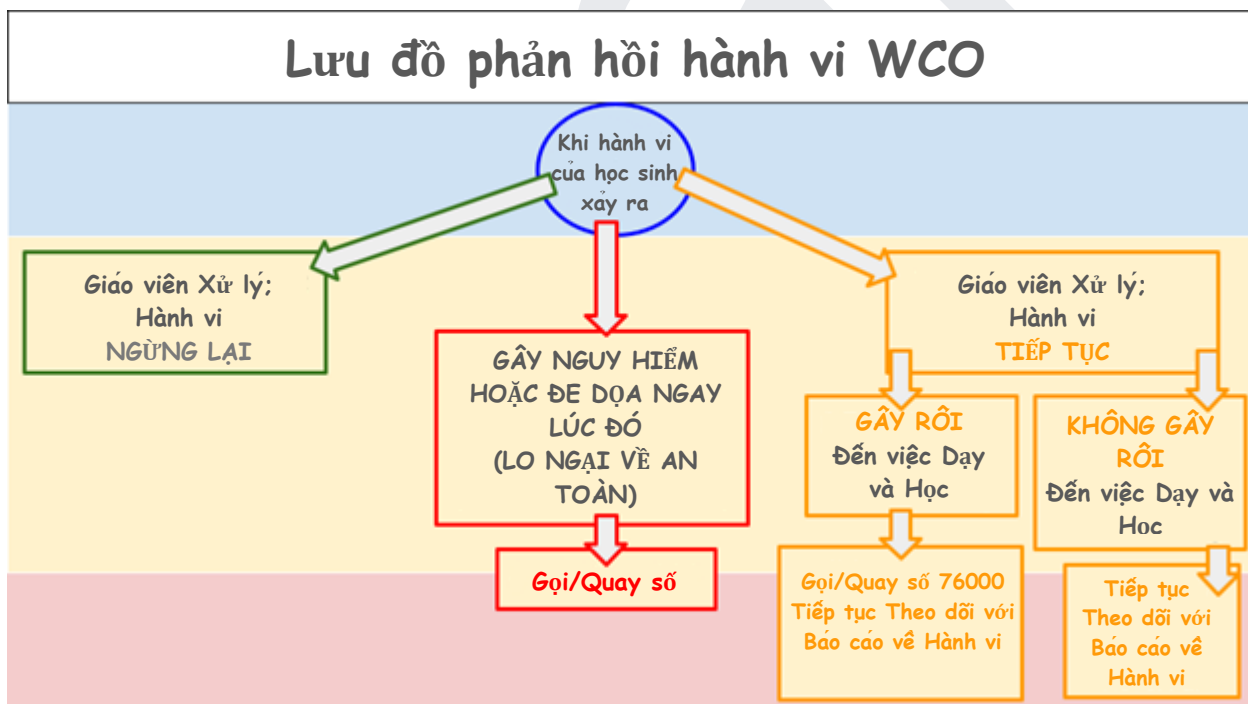 Lưu đồ phản hồi hành vi WCO
Khi hành vi
của học sinh
xảy ra
Giáo viên Xử lý;
Hành vi
NGỪNG LẠI
GÂY NGUY HIỂM
HOẶC ĐE DỌA NGAY
LÚC ĐÓ
(LO NGẠI VỀ AN
TOÀN)
Gọi/Quay số
Giáo viên Xử lý;
Hành vi
TIẾP TỤC
GÂY RỐI
Đến việc Dạy
và Học
Gọi/Quay số 76000
Tiếp tục Theo dõi với
Báo cáo về Hành vi
KHÔNG GÂY
RỐI
Đến việc Dạy và
Học
Tiếp tục
Theo dõi với
Báo cáo về
Hành vi